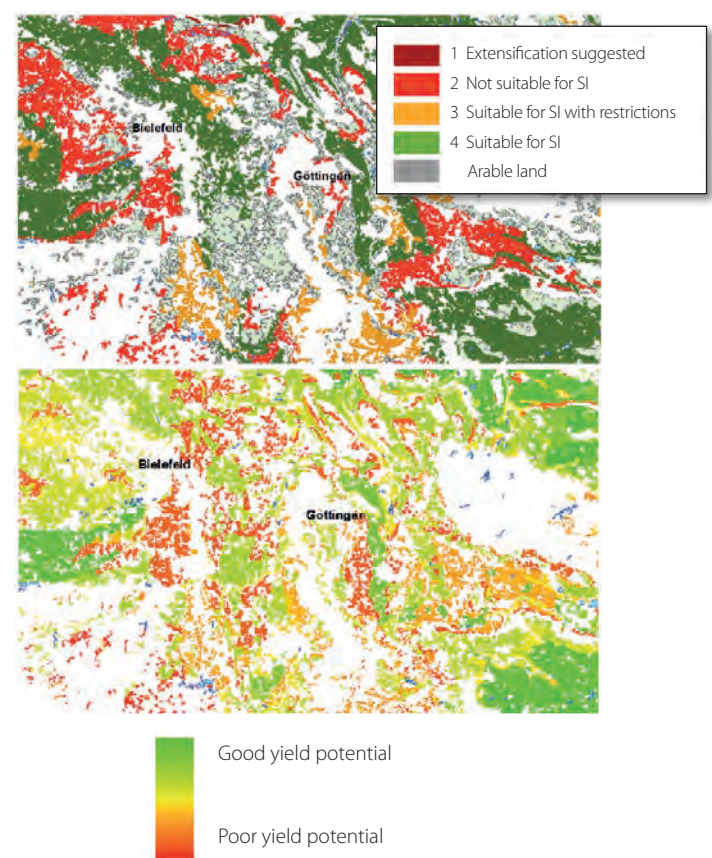 1 Extensification suggested
2 Not suitable for SI
3 Suitable for SI with restrictions
4 Suitable for SI
Arable land
Bielefeld
Göttingen
Bielefeld
Göttingen
Good yield potential
Poor yield potential